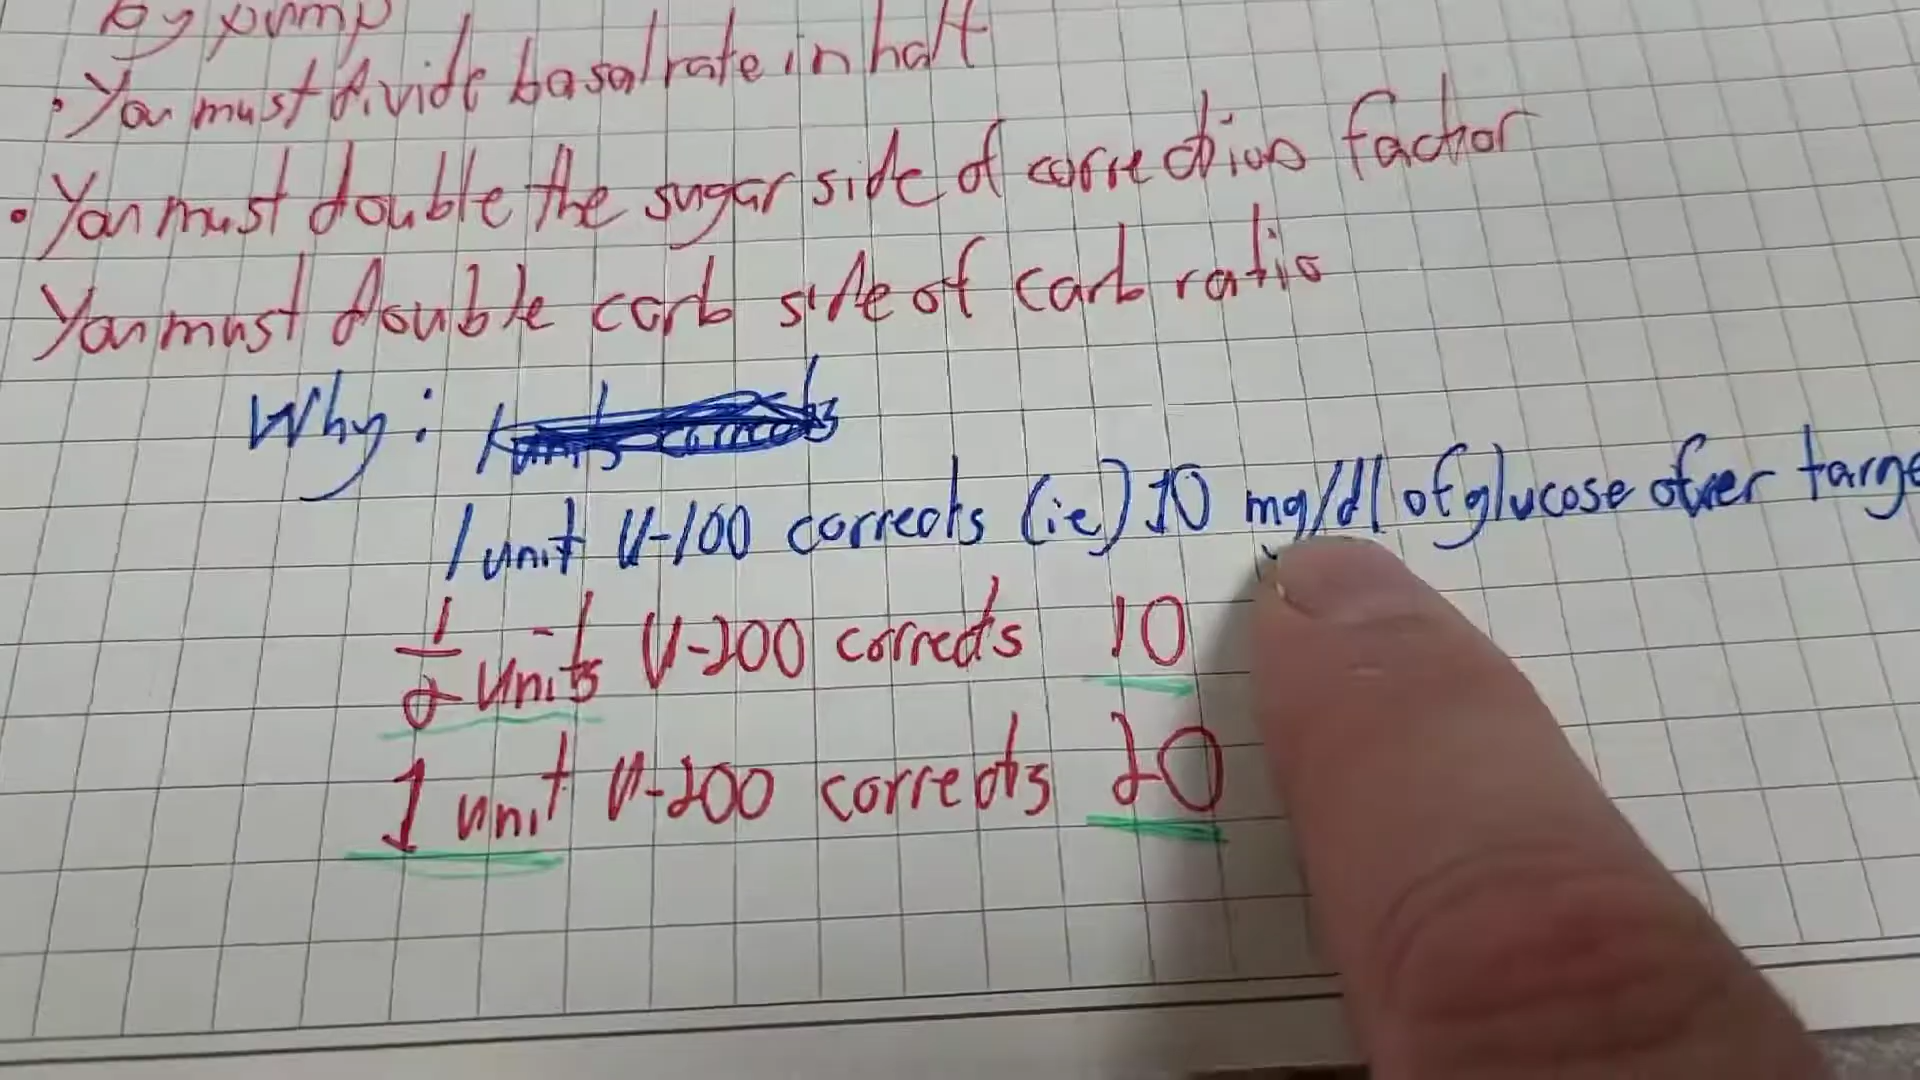 by pump
• You must divide basal rate in half
• You must double the sugar side of correction factor
You must double carb side of carb ratio
Why:
1 unit U-100 corrects (ie) 10 mg/dl of glucose over targe
1/2 units U-200 corrects 10
1 unit U-200 corrects 20